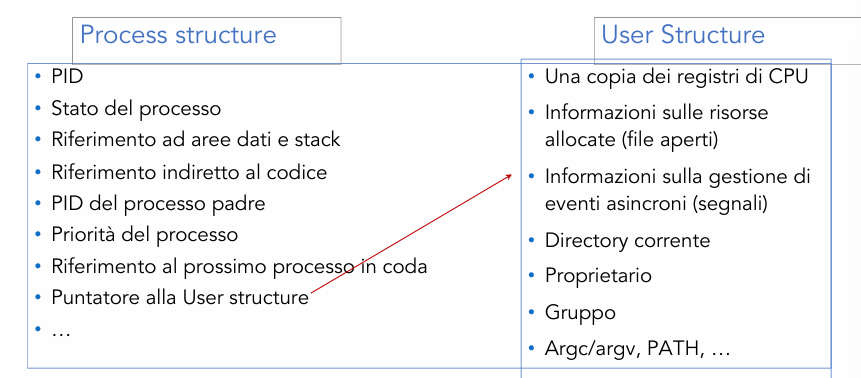 Process structure
• PID
• Stato del processo
• Riferimento ad aree dati e stack
• Riferimento indiretto al codice
• PID del processo padre
• Priorità del processo
• Riferimento al prossimo processo in coda
• Puntatore alla User structure
• …
User Structure
• Una copia dei registri di CPU
• Informazioni sulle risorse
allocate (file aperti)
• Informazioni sulla gestione di
eventi asincroni (segnali)
• Directory corrente
• Proprietario
• Gruppo
• Argc/argv, PATH, …